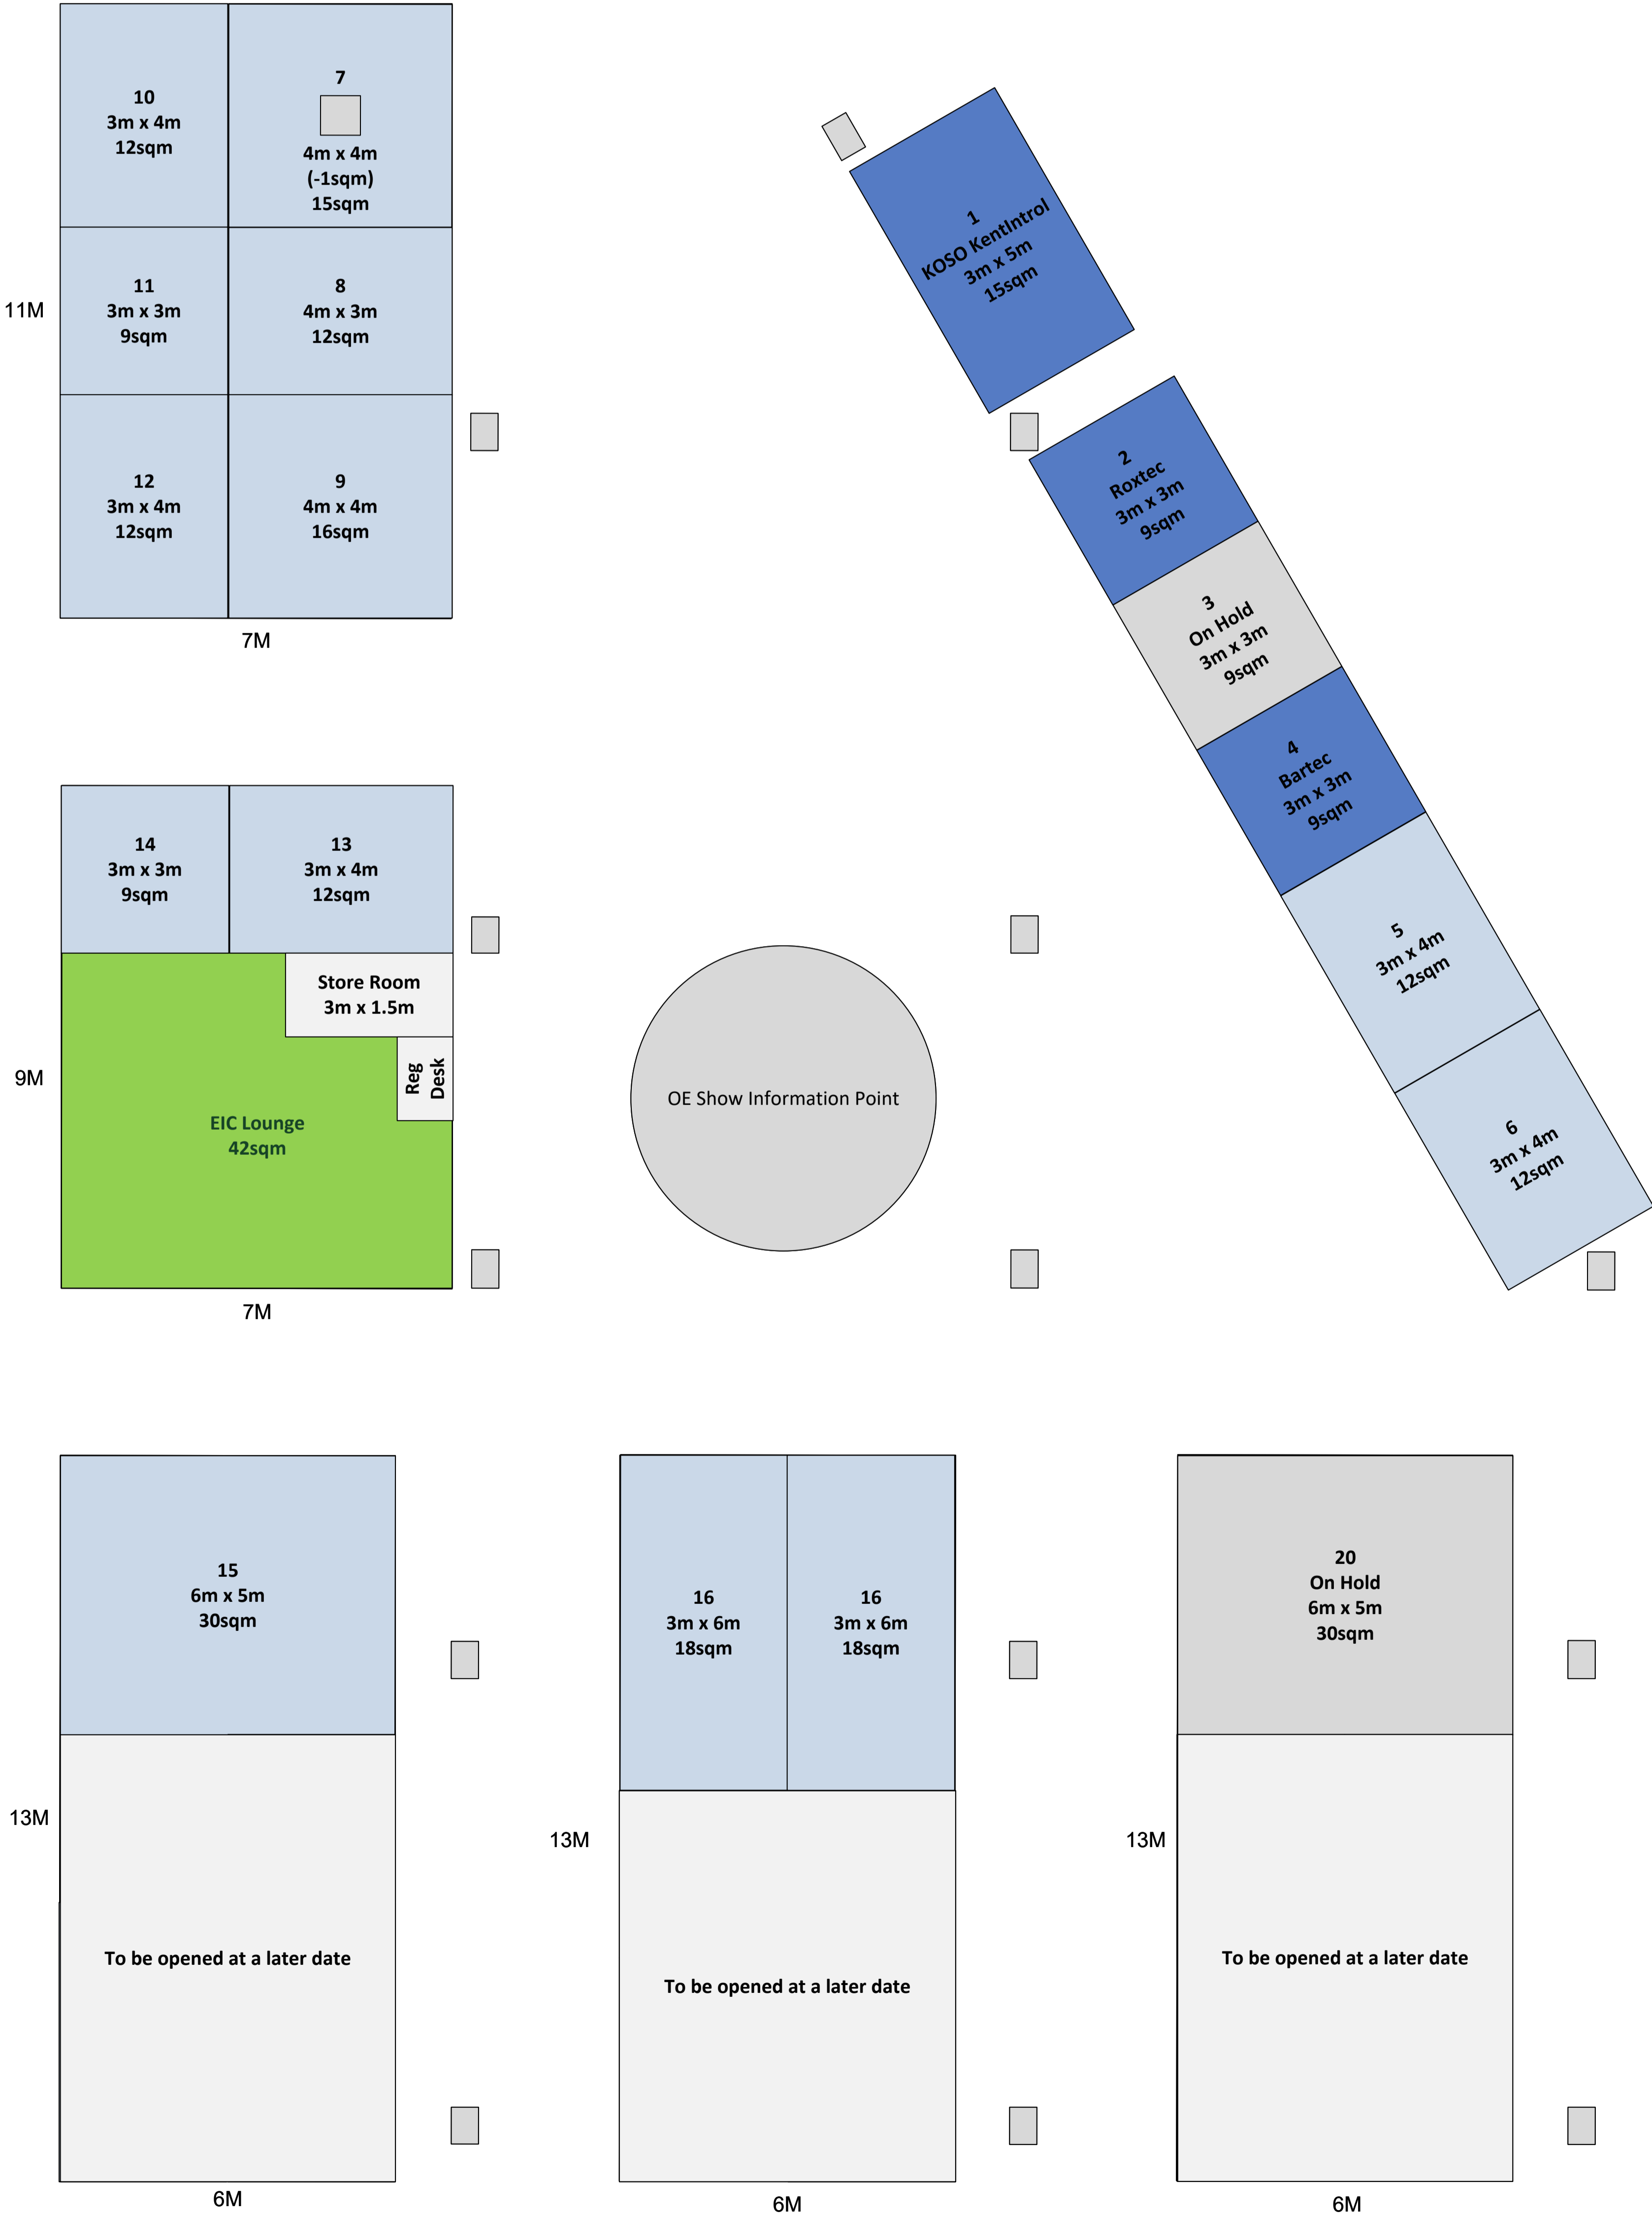 10
3m x 4m
12sqm
7
4m x 4m
(-1sqm)
15sqm
11
3m x 3m
9sqm
8
4m x 3m
12sqm
11M
12
3m x 4m
12sqm
9
4m x 4m
16sqm
7M
1
KOSO KentIntrol
3m x 5m
15sqm
2
Roxtec
3m x 3m
9sqm
3
On Hold
3m x 3m
9sqm
4
Bartec
3m x 3m
9sqm
5
3m x 4m
12sqm
6
3m x 4m
12sqm
14
3m x 3m
9sqm
13
3m x 4m
12sqm
Store Room
3m x 1.5m
Reg
Desk
9M
EIC Lounge
42sqm
7M
OE Show Information Point
15
6m x 5m
30sqm
13M
To be opened at a later date
6M
16
3m x 6m
18sqm
16
3m x 6m
18sqm
13M
To be opened at a later date
6M
20
On Hold
6m x 5m
30sqm
13M
To be opened at a later date
6M